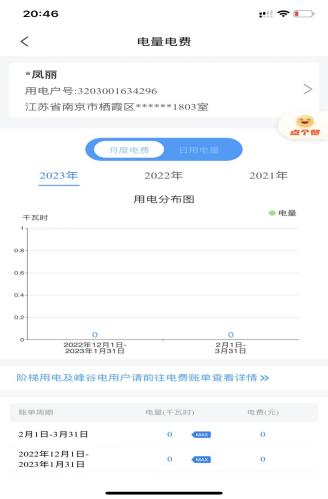 20:46
电量电费
*凤丽
用电户号:3203001634296
江苏省南京市栖霞区******1803室
点个赞
月度电费
日用电量
2023年
2022年
2021年
用电分布图
千瓦时
电量
1
0.8
0.6
0.4
0.2
0
0
0
2022年12月1日-
2023年1月31日
2月1日-
3月31日
阶梯用电及峰谷电用户请前往电费账单查看详情 »
账单周期
电量(千瓦时)
电费(元)
2月1日-3月31日
0
MAX
0
2022年12月1日-
2023年1月31日
0
MAX
0